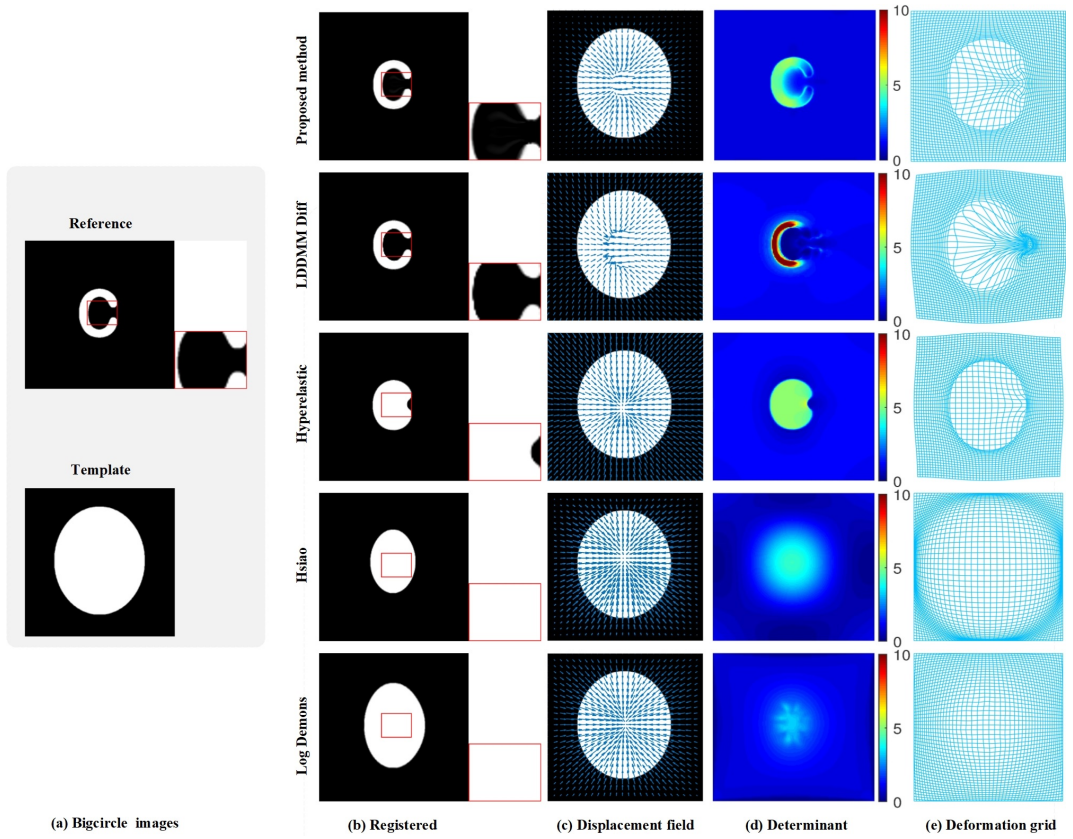 Reference
Template
(a) Bigcircle images
Proposed method
10
5
0
LDDMM Diff
10
5
0
Hyperelastic
10
5
0
Hsiao
10
5
0
Log Demons
10
5
0
(b) Registered
(c) Displacement field
(d) Determinant
(e) Deformation grid